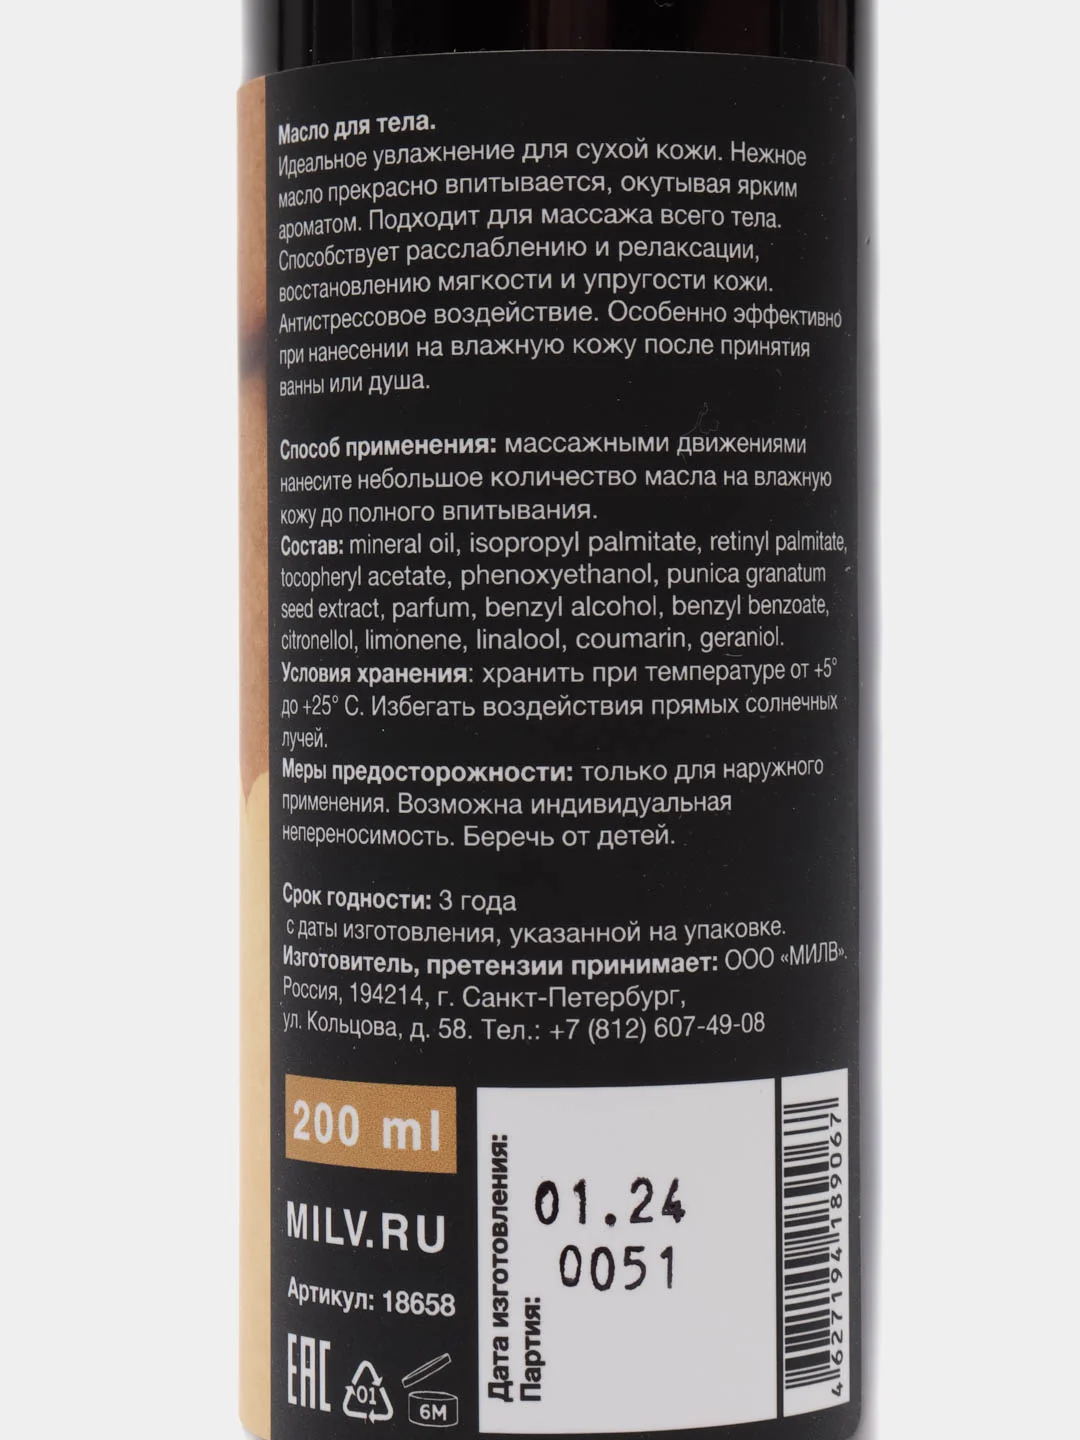 Масло для тела.
Идеальное увлажнение для сухой кожи. Нежное
масло прекрасно впитывается, окутывая ярким
ароматом. Подходит для массажа всего тела.
Способствует расслаблению и релаксации,
восстановлению мягкости и упругости кожи.
Антистрессовое воздействие. Особенно эффективно
при нанесении на влажную кожу после принятия
ванны или душа.
Способ применения: массажными движениями
нанесите небольшое количество масла на влажную
кожу до полного впитывания.
Состав: mineral oil, isopropyl palmitate, retinyl palmitate,
tocopheryl acetate, phenoxyethanol, punica granatum
seed extract, parfum, benzyl alcohol, benzyl benzoate,
citronellol, limonene, linalool, coumarin, geraniol.
Условия хранения: хранить при температуре от +5°
до +25° С. Избегать воздействия прямых солнечных
лучей.
Меры предосторожности: только для наружного
применения. Возможна индивидуальная
непереносимость. Беречь от детей.
Срок годности: 3 года
с даты изготовления, указанной на упаковке.
Изготовитель, претензии принимает: ООО «МИЛВ».
Россия, 194214, г. Санкт-Петербург,
ул. Кольцова, д. 58. Тел.: +7 (812) 607-49-08
200 ml
MILV.RU
Артикул: 18658
EAC
01
6M
Дата изготовления:
Партия:
01.24
0051
4627194189067